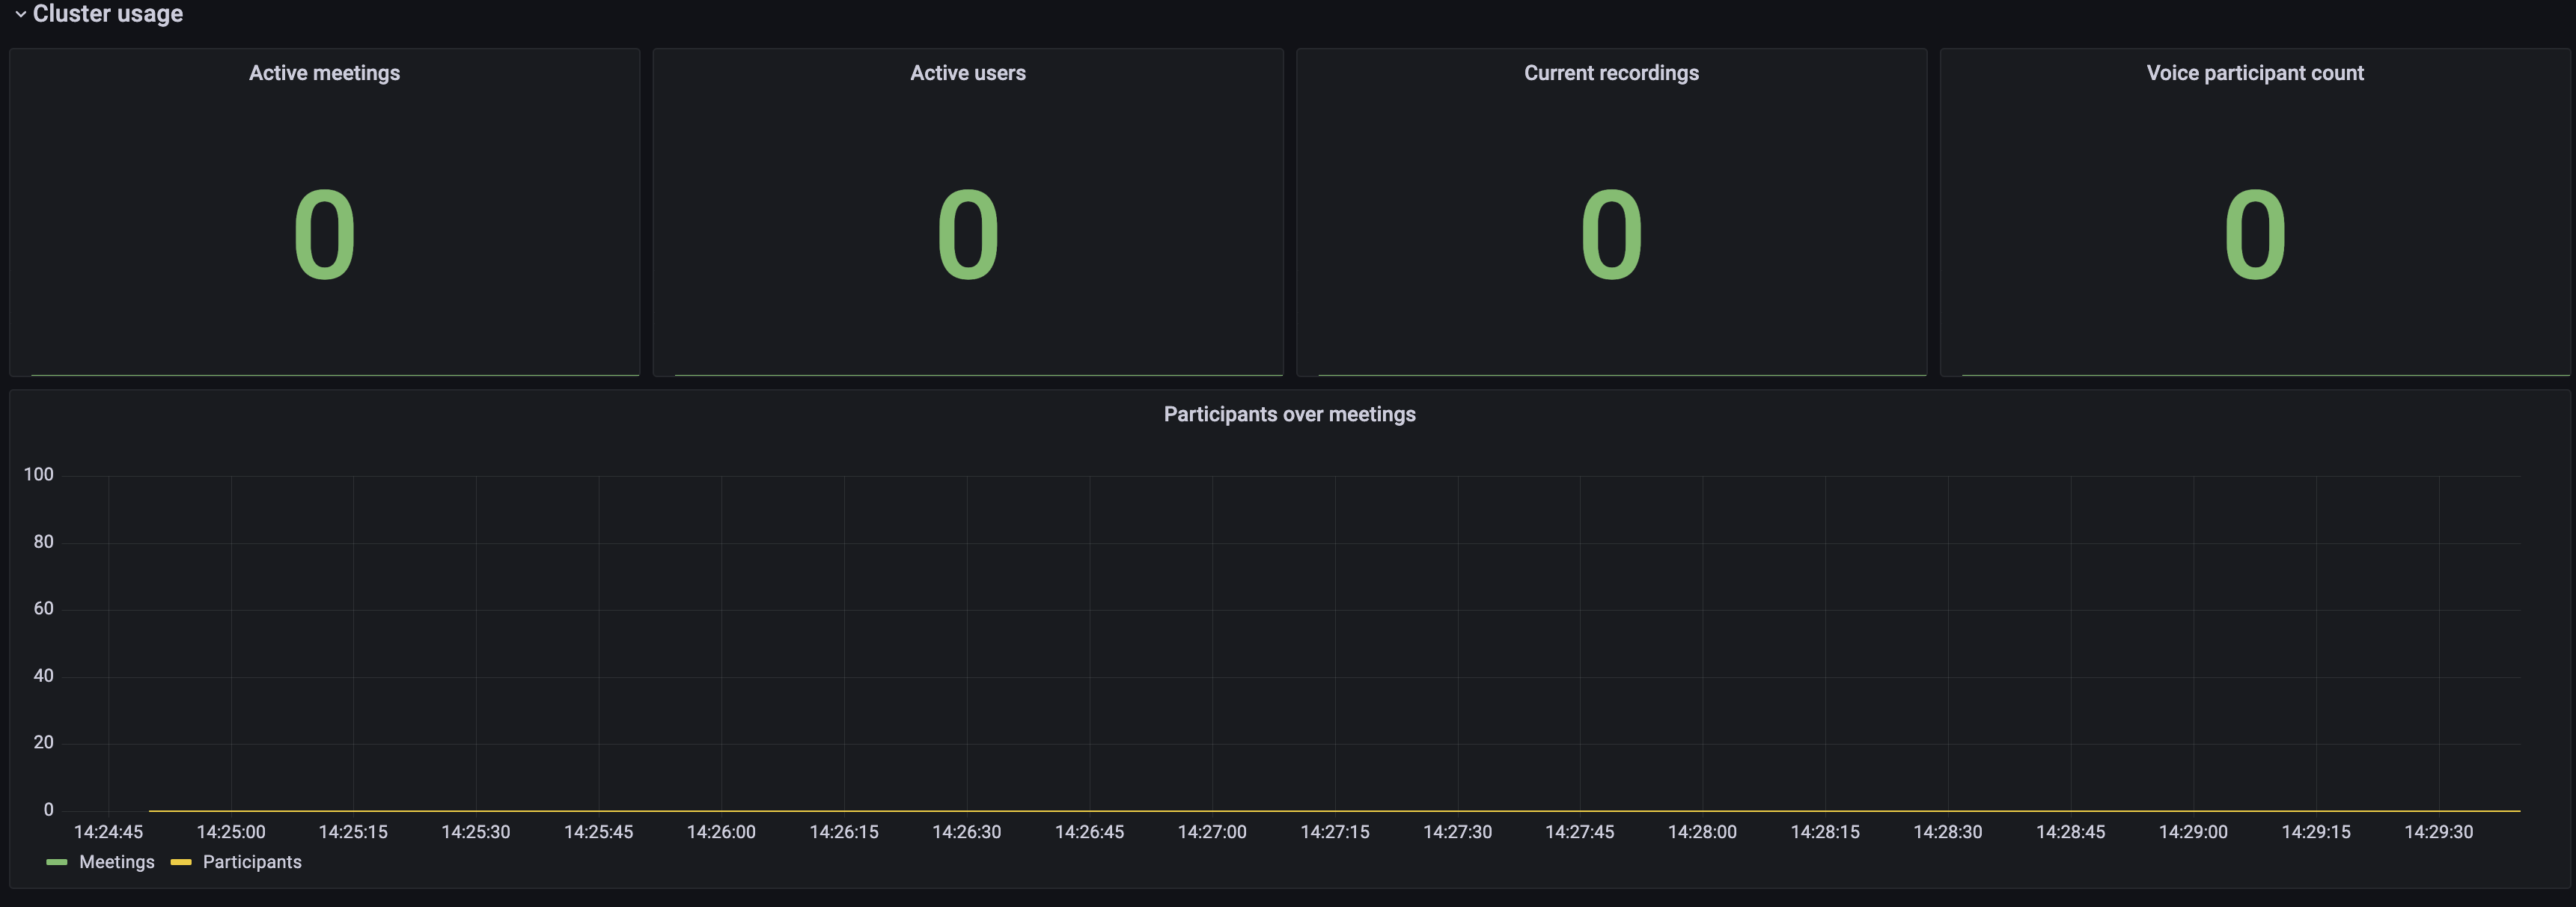 Cluster usage
Active meetings
Active users
Current recordings
Voice participant count
0
0
0
0
Participants over meetings
100
80
60
40
20
0
14:24:45 14:25:00 14:25:15 14:25:30 14:25:45 14:26:00 14:26:15 14:26:30 14:26:45 14:27:00 14:27:15 14:27:30 14:27:45 14:28:00 14:28:15 14:28:30 14:28:45 14:29:00 14:29:15 14:29:30
Meetings Participants